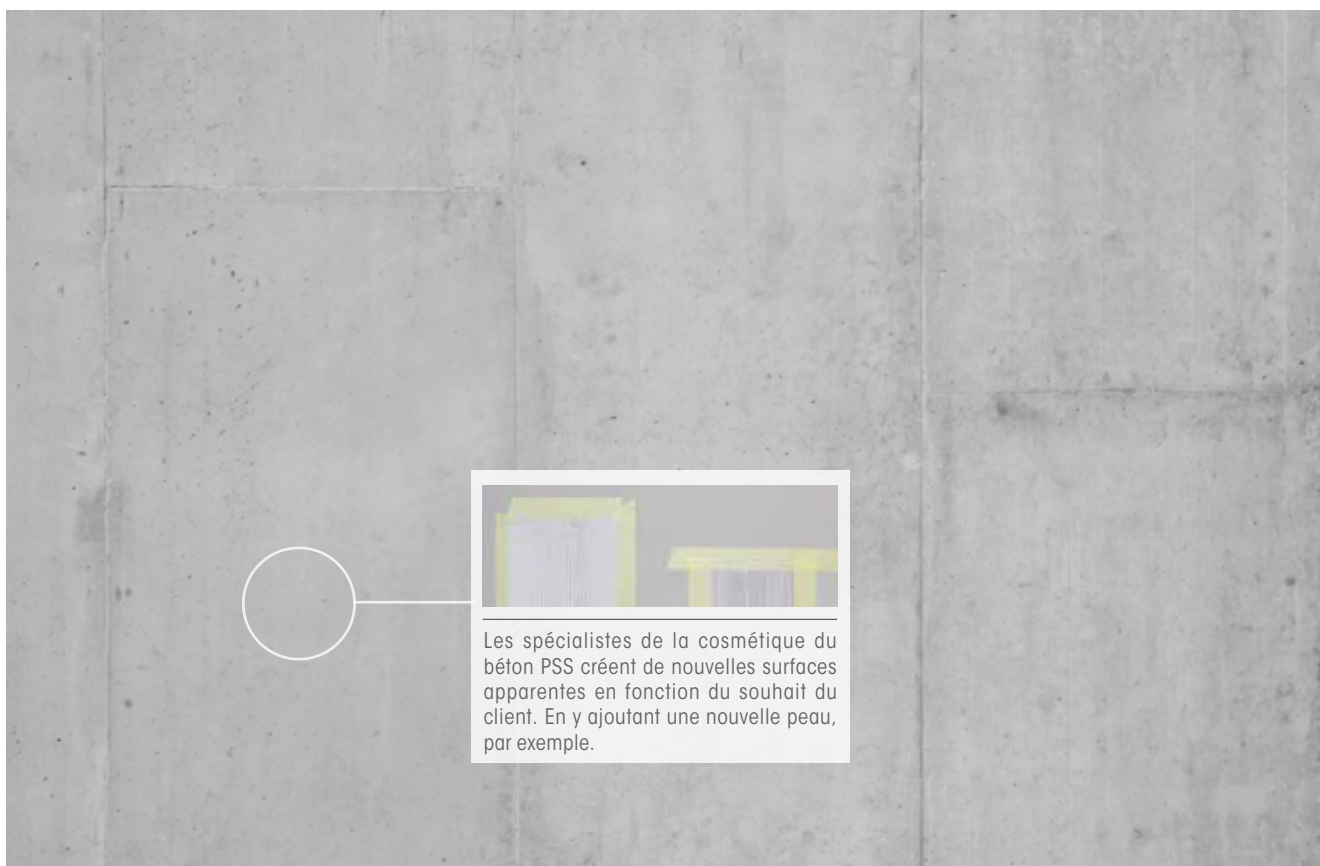 Les spécialistes de la cosmétique du
béton PSS créent de nouvelles surfaces
apparentes en fonction du souhait du
client. En y ajoutant une nouvelle peau,
par exemple.